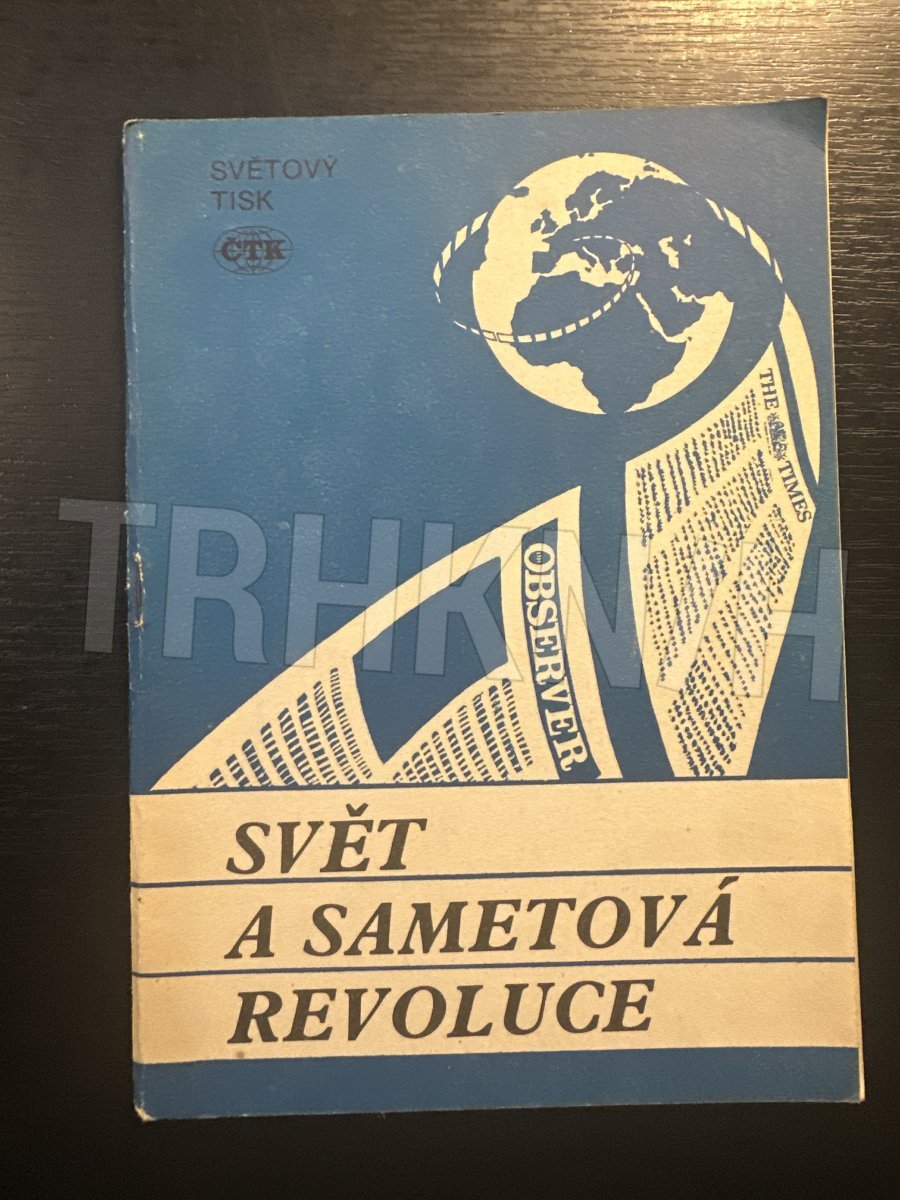 SVĚTOVÝ
TISK
ČTK
THE TIMES
OBSERVER
TRHKNIH
SVĚT
A SAMETOVÁ
REVOLUCE